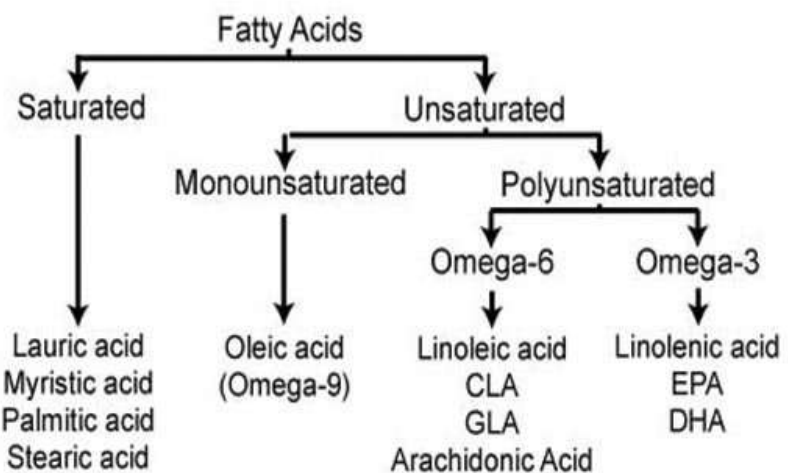 Fatty Acids
Saturated
Unsaturated
Monounsaturated
Polyunsaturated
Omega-6
Omega-3
Lauric acid
Myristic acid
Palmitic acid
Stearic acid
Oleic acid
(Omega-9)
Linoleic acid
CLA
GLA
Arachidonic Acid
Linolenic acid
EPA
DHA